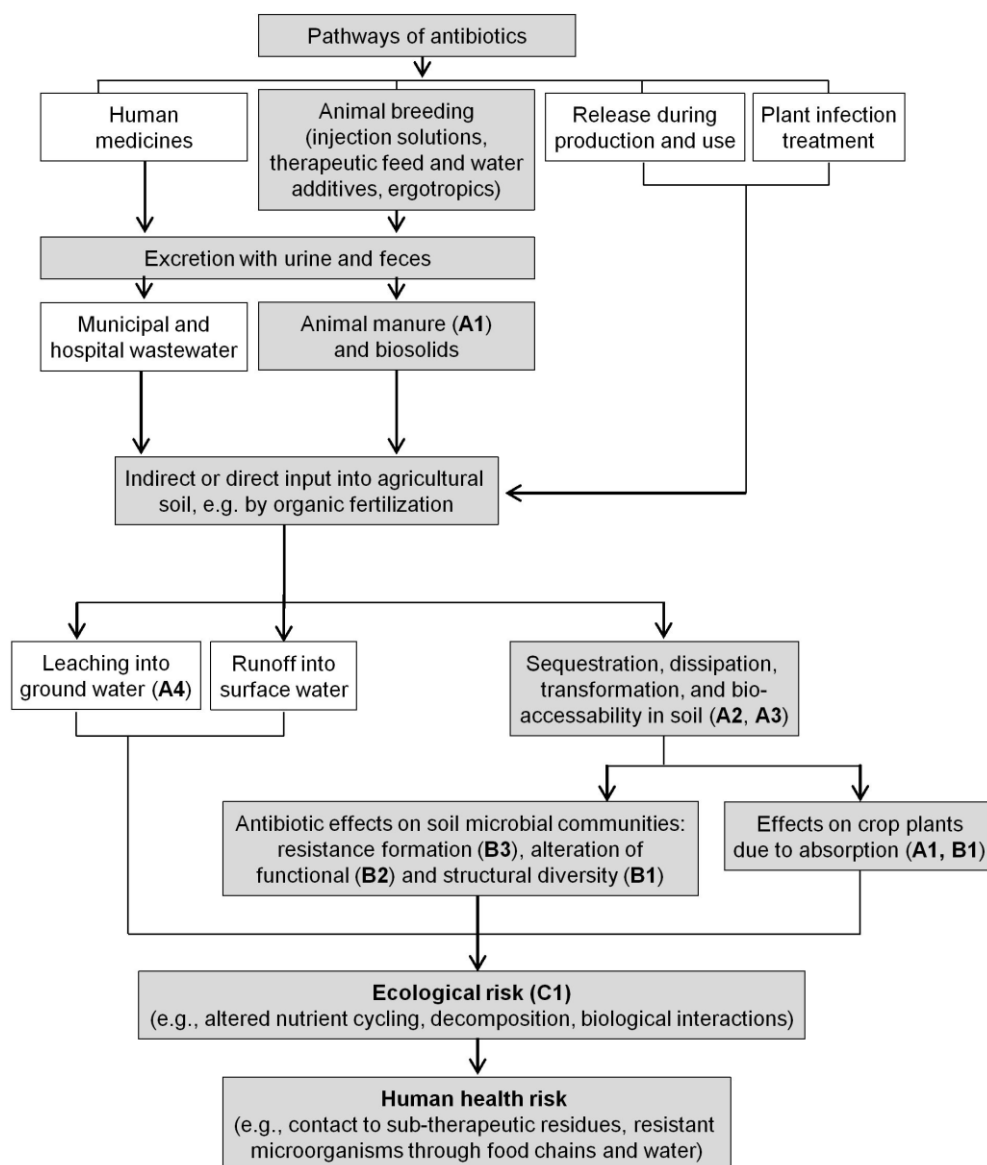 Pathways of antibiotics
Human
medicines
Animal breeding
(injection solutions,
therapeutic feed and water
additives, ergotropics)
Release during
production and use
Plant infection
treatment
Excretion with urine and feces
Municipal and
hospital wastewater
Animal manure (A1)
and biosolids
Indirect or direct input into agricultural
soil, e.g. by organic fertilization
Leaching into
ground water (A4)
Runoff into
surface water
Sequestration, dissipation,
transformation, and bio-
accessability in soil (A2, A3)
Antibiotic effects on soil microbial communities:
resistance formation (B3), alteration of
functional (B2) and structural diversity (B1)
Effects on crop plants
due to absorption (A1, B1)
Ecological risk (C1)
(e.g., altered nutrient cycling, decomposition, biological interactions)
Human health risk
(e.g., contact to sub-therapeutic residues, resistant
microorganisms through food chains and water)